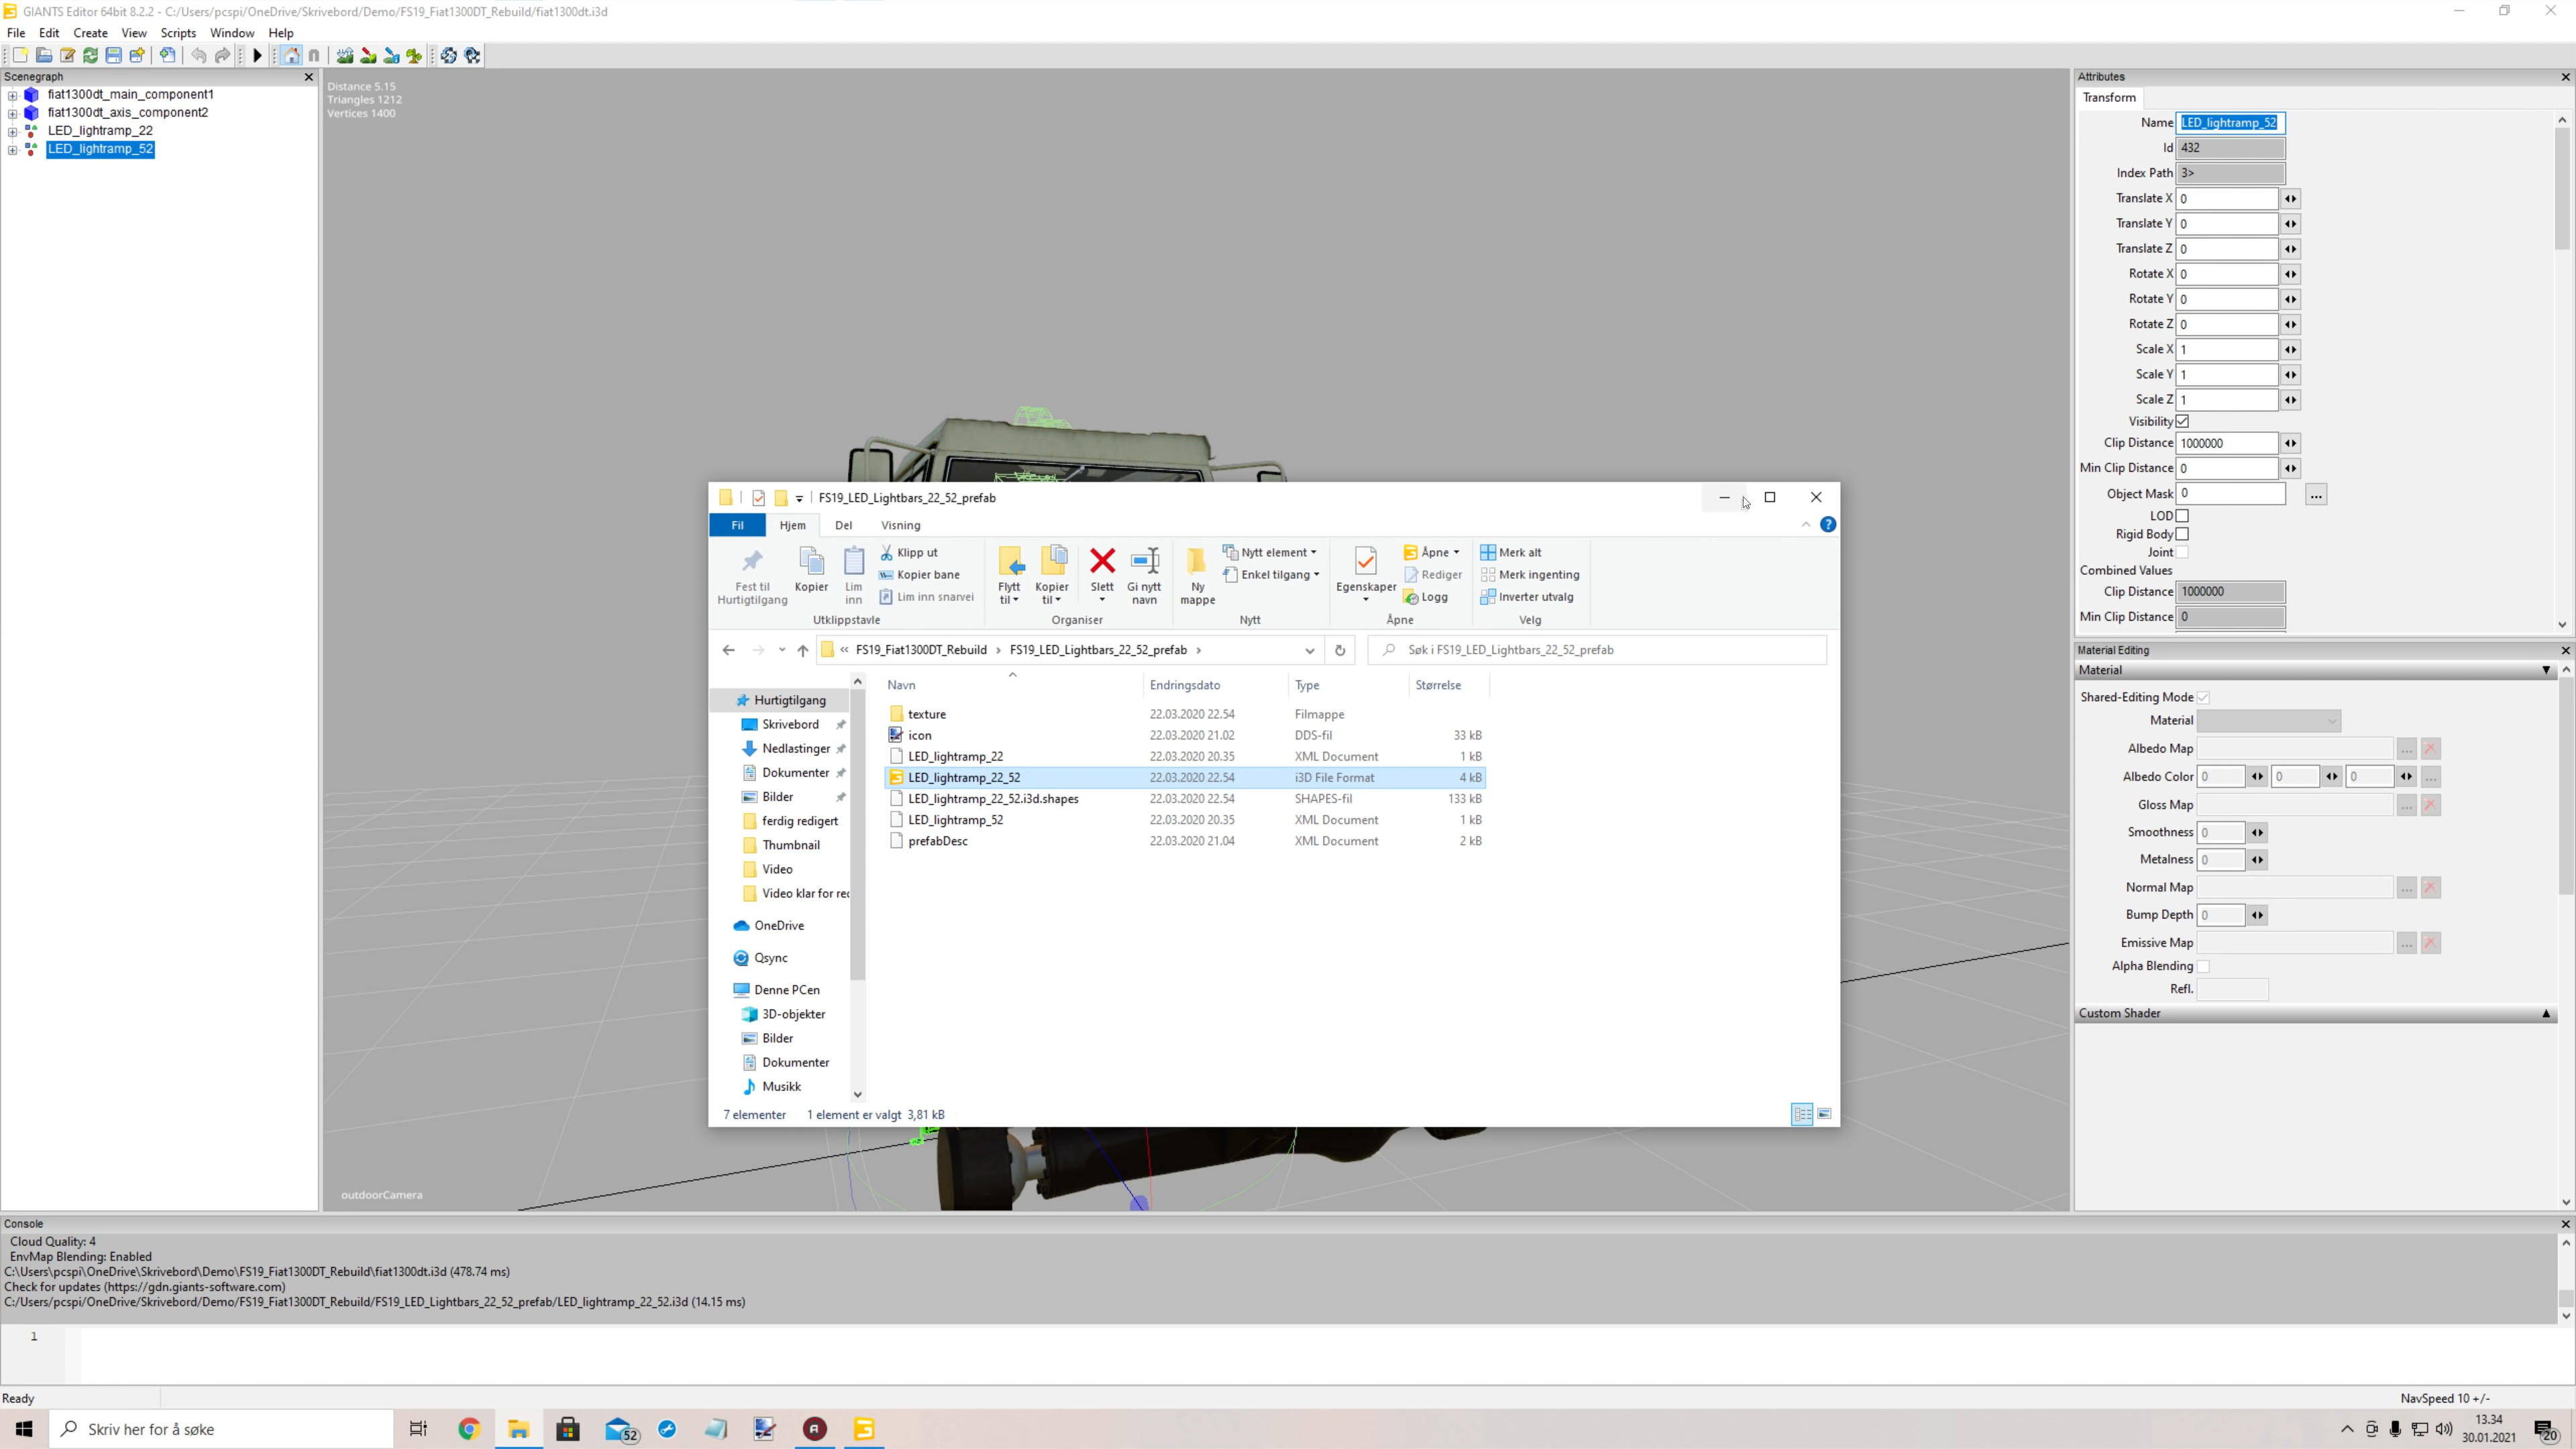 GIANTS Editor 64bit 8.2.2 - C:/Users/pcspi/OneDrive/Skrivebord/Demo/FS19_Fiat1300DT_Rebuild/fiat1300dt.i3d
File Edit Create View Scripts Window Help
Scenegraph
fiat1300dt_main_component1
fiat1300dt_axis_component2
LED_lightramp_22
LED_lightramp_52
Distance 5.15
Triangles 1212
Vertices 1400
outdoorCamera
FS19_LED_Lightbars_22_52_prefab
Fil Hjem Del Visning
Fest til Hurtigtilgang
Kopier
Lim inn
Klipp ut
Kopier bane
Lim inn snarvei
Utklippstavle
Flytt til
Kopier til
Slett
Gi nytt navn
Organiser
Ny mappe
Nytt element
Enkel tilgang
Nytt
Egenskaper
Åpne
Rediger
Logg
Åpne
Merk alt
Merk ingenting
Inverter utvalg
Velg
« FS19_Fiat1300DT_Rebuild › FS19_LED_Lightbars_22_52_prefab ›
Søk i FS19_LED_Lightbars_22_52_prefab
Hurtigtilgang
Skrivebord
Nedlastinger
Dokumenter
Bilder
ferdig redigert
Thumbnail
Video
Video klar for rec
OneDrive
Qsync
Denne PCen
3D-objekter
Bilder
Dokumenter
Musikk
Navn Endringsdato Type Størrelse
texture 22.03.2020 22.54 Filmappe
icon 22.03.2020 21.02 DDS-fil 33 kB
LED_lightramp_22 22.03.2020 20.35 XML Document 1 kB
LED_lightramp_22_52 22.03.2020 22.54 i3D File Format 4 kB
LED_lightramp_22_52.i3d.shapes 22.03.2020 22.54 SHAPES-fil 133 kB
LED_lightramp_52 22.03.2020 20.35 XML Document 1 kB
prefabDesc 22.03.2020 21.04 XML Document 2 kB
7 elementer 1 element er valgt 3,81 kB
Attributes
Transform
Name LED_lightramp_52
Id 432
Index Path 3>
Translate X 0
Translate Y 0
Translate Z 0
Rotate X 0
Rotate Y 0
Rotate Z 0
Scale X 1
Scale Y 1
Scale Z 1
Visibility
Clip Distance 1000000
Min Clip Distance 0
Object Mask 0 ...
LOD
Rigid Body
Joint
Combined Values
Clip Distance 1000000
Min Clip Distance 0
Material Editing
Material
Shared-Editing Mode
Material
Albedo Map ...
Albedo Color 0 0 0 ...
Gloss Map ...
Smoothness 0
Metalness 0
Normal Map ...
Bump Depth 0
Emissive Map ...
Alpha Blending
Refl.
Custom Shader
Console
Cloud Quality: 4
EnvMap Blending: Enabled
C:\Users\pcspi\OneDrive\Skrivebord\Demo\FS19_Fiat1300DT_Rebuild\fiat1300dt.i3d (478.74 ms)
Check for updates (https://gdn.giants-software.com)
C:/Users/pcspi/OneDrive/Skrivebord/Demo/FS19_Fiat1300DT_Rebuild/FS19_LED_Lightbars_22_52_prefab/LED_lightramp_22_52.i3d (14.15 ms)
1
Ready
NavSpeed 10 +/-
Skriv her for å søke
52
13.34
30.01.2021
20